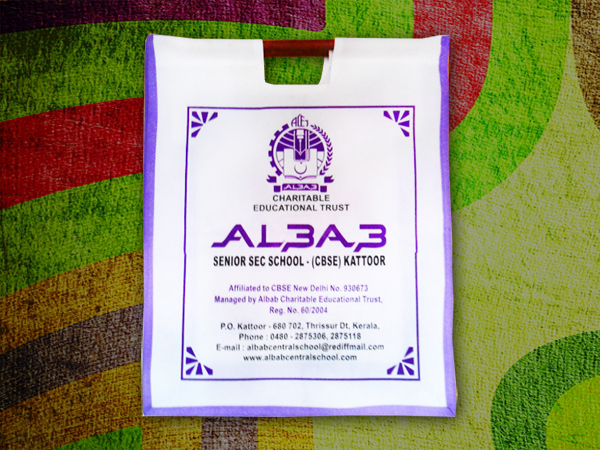 ACET
ALBAB
CHARITABLE
EDUCATIONAL TRUST
ALBAB
SENIOR SEC SCHOOL - (CBSE) KATTOOR
Affiliated to CBSE New Delhi No. 930673
Managed by Albab Charitable Educational Trust,
Reg. No. 60/2004
P.O. Kattoor - 680 702, Thrissur Dt, Kerala,
Phone : 0480 - 2875306, 2875118
E-mail : albabcentralschool@rediffmail.com
www.albabcentralschool.com